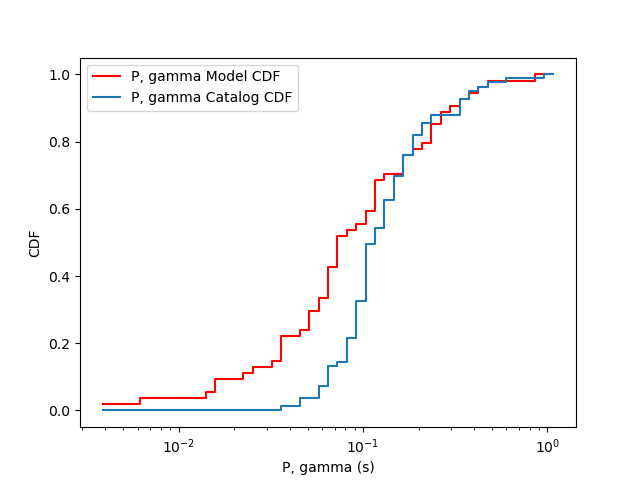 P, gamma Model CDF
P, gamma Catalog CDF
1.0
0.8
0.6
0.4
0.2
0.0
CDF
10⁻² 10⁻¹ 10⁰
P, gamma (s)